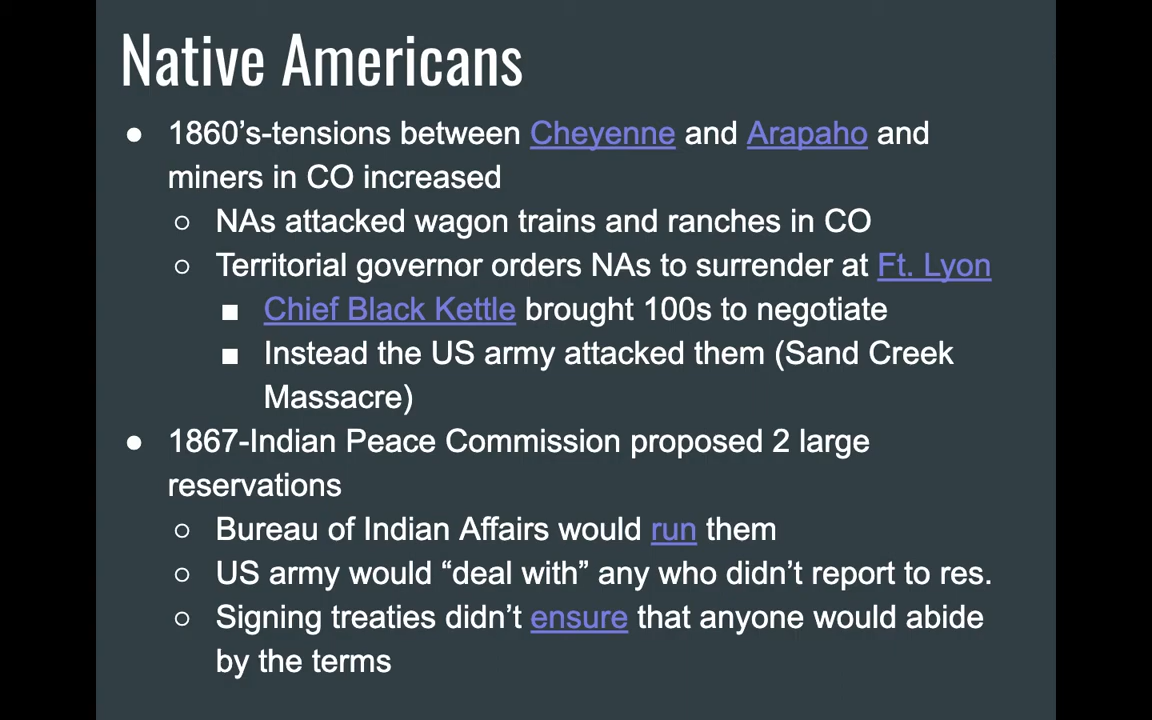 Native Americans
● 1860’s-tensions between Cheyenne and Arapaho and
miners in CO increased
○ NAs attacked wagon trains and ranches in CO
○ Territorial governor orders NAs to surrender at Ft. Lyon
■ Chief Black Kettle brought 100s to negotiate
■ Instead the US army attacked them (Sand Creek
Massacre)
● 1867-Indian Peace Commission proposed 2 large
reservations
○ Bureau of Indian Affairs would run them
○ US army would “deal with” any who didn’t report to res.
○ Signing treaties didn’t ensure that anyone would abide
by the terms